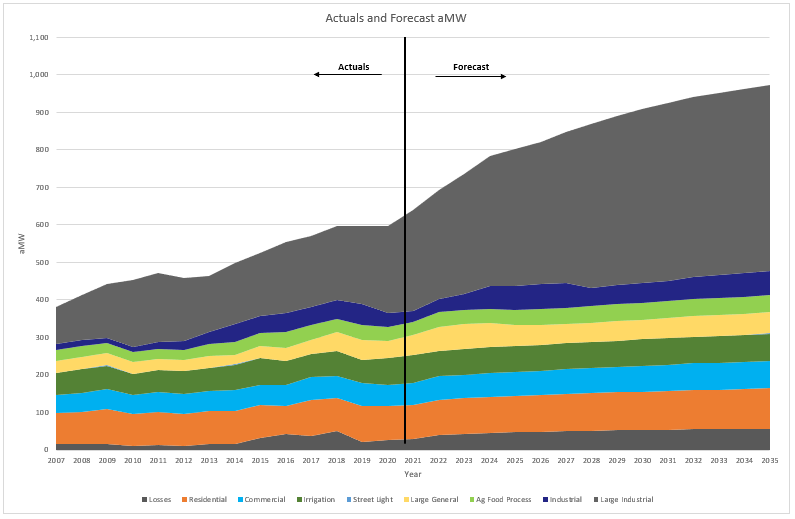 Actuals and Forecast aMW
1,100
1,000
900
800
700
600
500
400
300
200
100
0
aMW
Actuals
Forecast
2007 2008 2009 2010 2011 2012 2013 2014 2015 2016 2017 2018 2019 2020 2021 2022 2023 2024 2025 2026 2027 2028 2029 2030 2031 2032 2033 2034 2035
Year
Losses Residential Commercial Irrigation Street Light Large General Ag Food Process Industrial Large Industrial